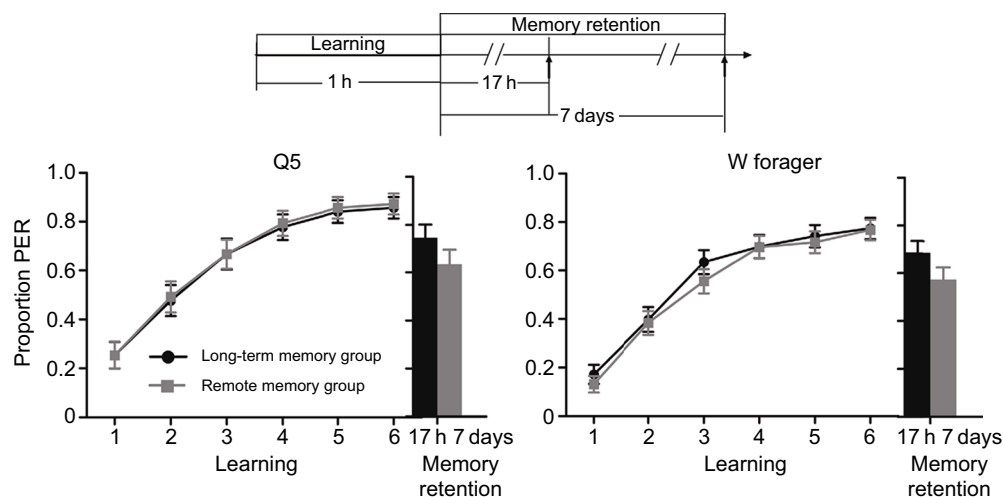 Memory retention
Learning
1 h
17 h
7 days
Q5
W forager
Proportion PER
1.0
0.8
0.6
0.4
0.2
0
Long-term memory group
Remote memory group
1 2 3 4 5 6 17 h 7 days
Learning
Memory
retention
1.0
0.8
0.6
0.4
0.2
0
1 2 3 4 5 6 17 h 7 days
Learning
Memory
retention